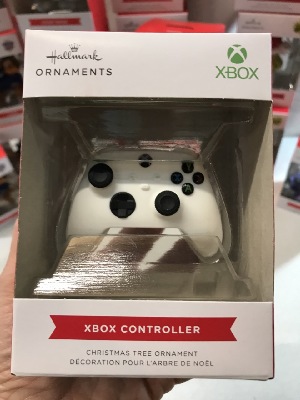 Hallmark
ORNAMENTS
XBOX
XBOX CONTROLLER
CHRISTMAS TREE ORNAMENT
DÉCORATION POUR L'ARBRE DE NOËL